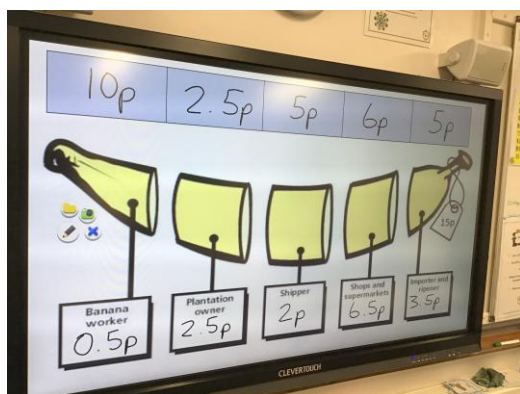 10p 2.5p 5p 6p 5p
15p
Banana worker 0.5p
Plantation owner 2.5p
Shipper 2p
Shops and supermarkets 6.5p
Importer and ripener 3.5p
CLEVERTOUCH